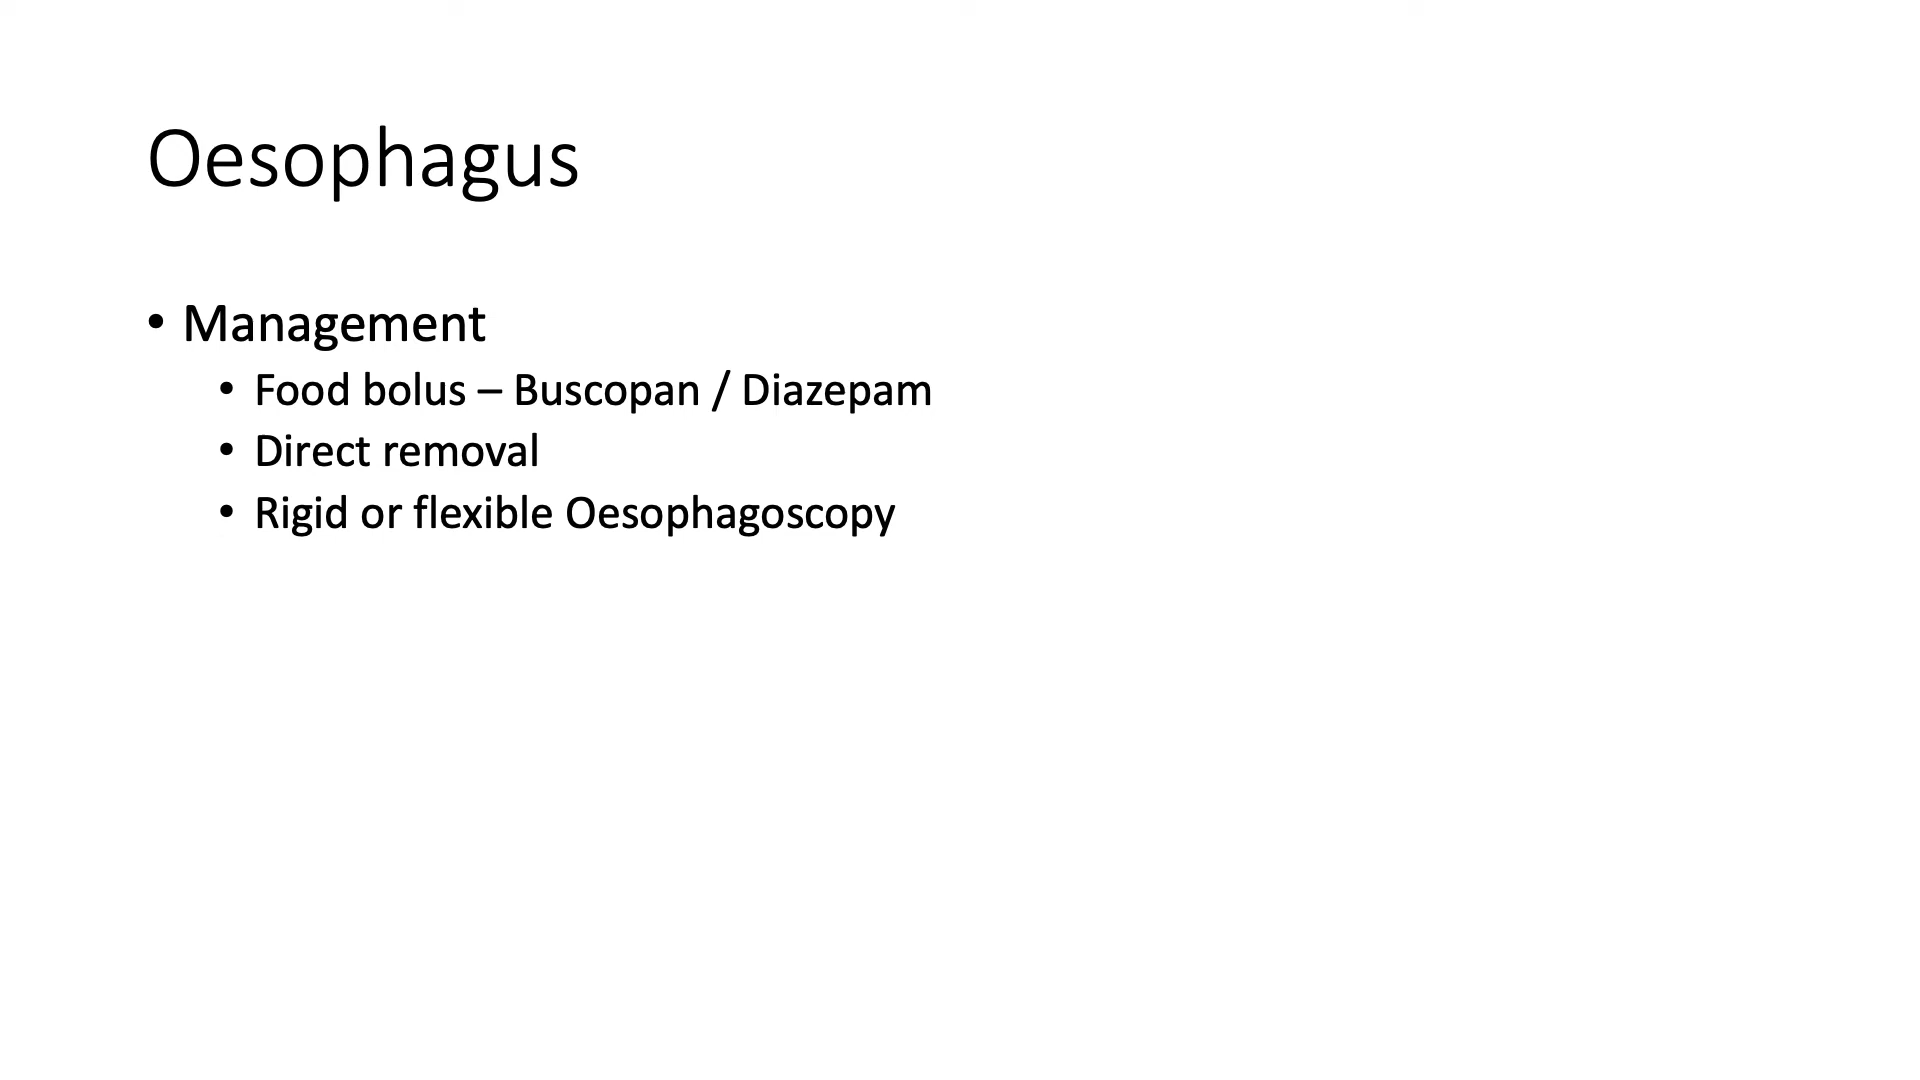 Oesophagus
• Management
• Food bolus – Buscopan / Diazepam
• Direct removal
• Rigid or flexible Oesophagoscopy